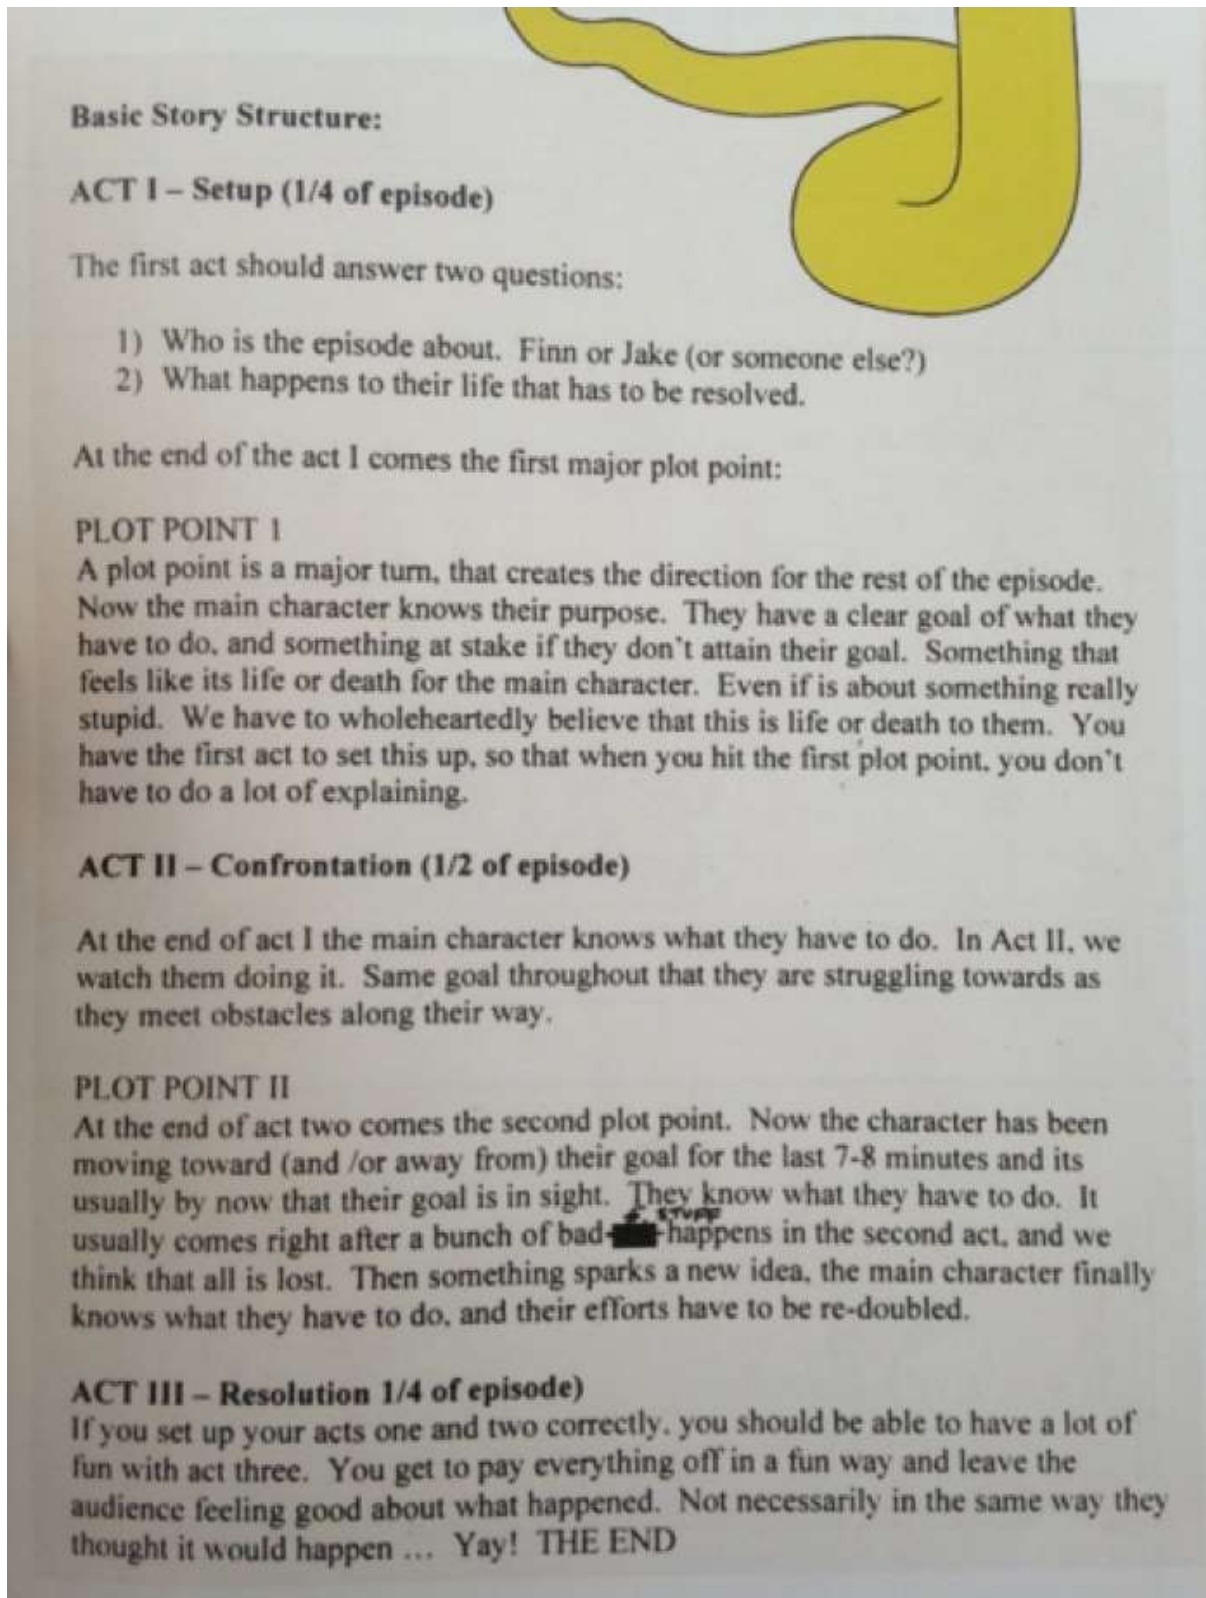 Basic Story Structure:
ACT I – Setup (1/4 of episode)
The first act should answer two questions:
1) Who is the episode about. Finn or Jake (or someone else?)
2) What happens to their life that has to be resolved.
At the end of the act I comes the first major plot point:
PLOT POINT 1
A plot point is a major turn, that creates the direction for the rest of the episode.
Now the main character knows their purpose. They have a clear goal of what they
have to do, and something at stake if they don't attain their goal. Something that
feels like its life or death for the main character. Even if is about something really
stupid. We have to wholeheartedly believe that this is life or death to them. You
have the first act to set this up, so that when you hit the first plot point, you don't
have to do a lot of explaining.
ACT II – Confrontation (1/2 of episode)
At the end of act I the main character knows what they have to do. In Act II, we
watch them doing it. Same goal throughout that they are struggling towards as
they meet obstacles along their way.
PLOT POINT II
At the end of act two comes the second plot point. Now the character has been
moving toward (and /or away from) their goal for the last 7-8 minutes and its
usually by now that their goal is in sight. They know what they have to do. It
STUFF
usually comes right after a bunch of bad happens in the second act, and we
think that all is lost. Then something sparks a new idea, the main character finally
knows what they have to do, and their efforts have to be re-doubled.
ACT III – Resolution 1/4 of episode)
If you set up your acts one and two correctly, you should be able to have a lot of
fun with act three. You get to pay everything off in a fun way and leave the
audience feeling good about what happened. Not necessarily in the same way they
thought it would happen ... Yay! THE END